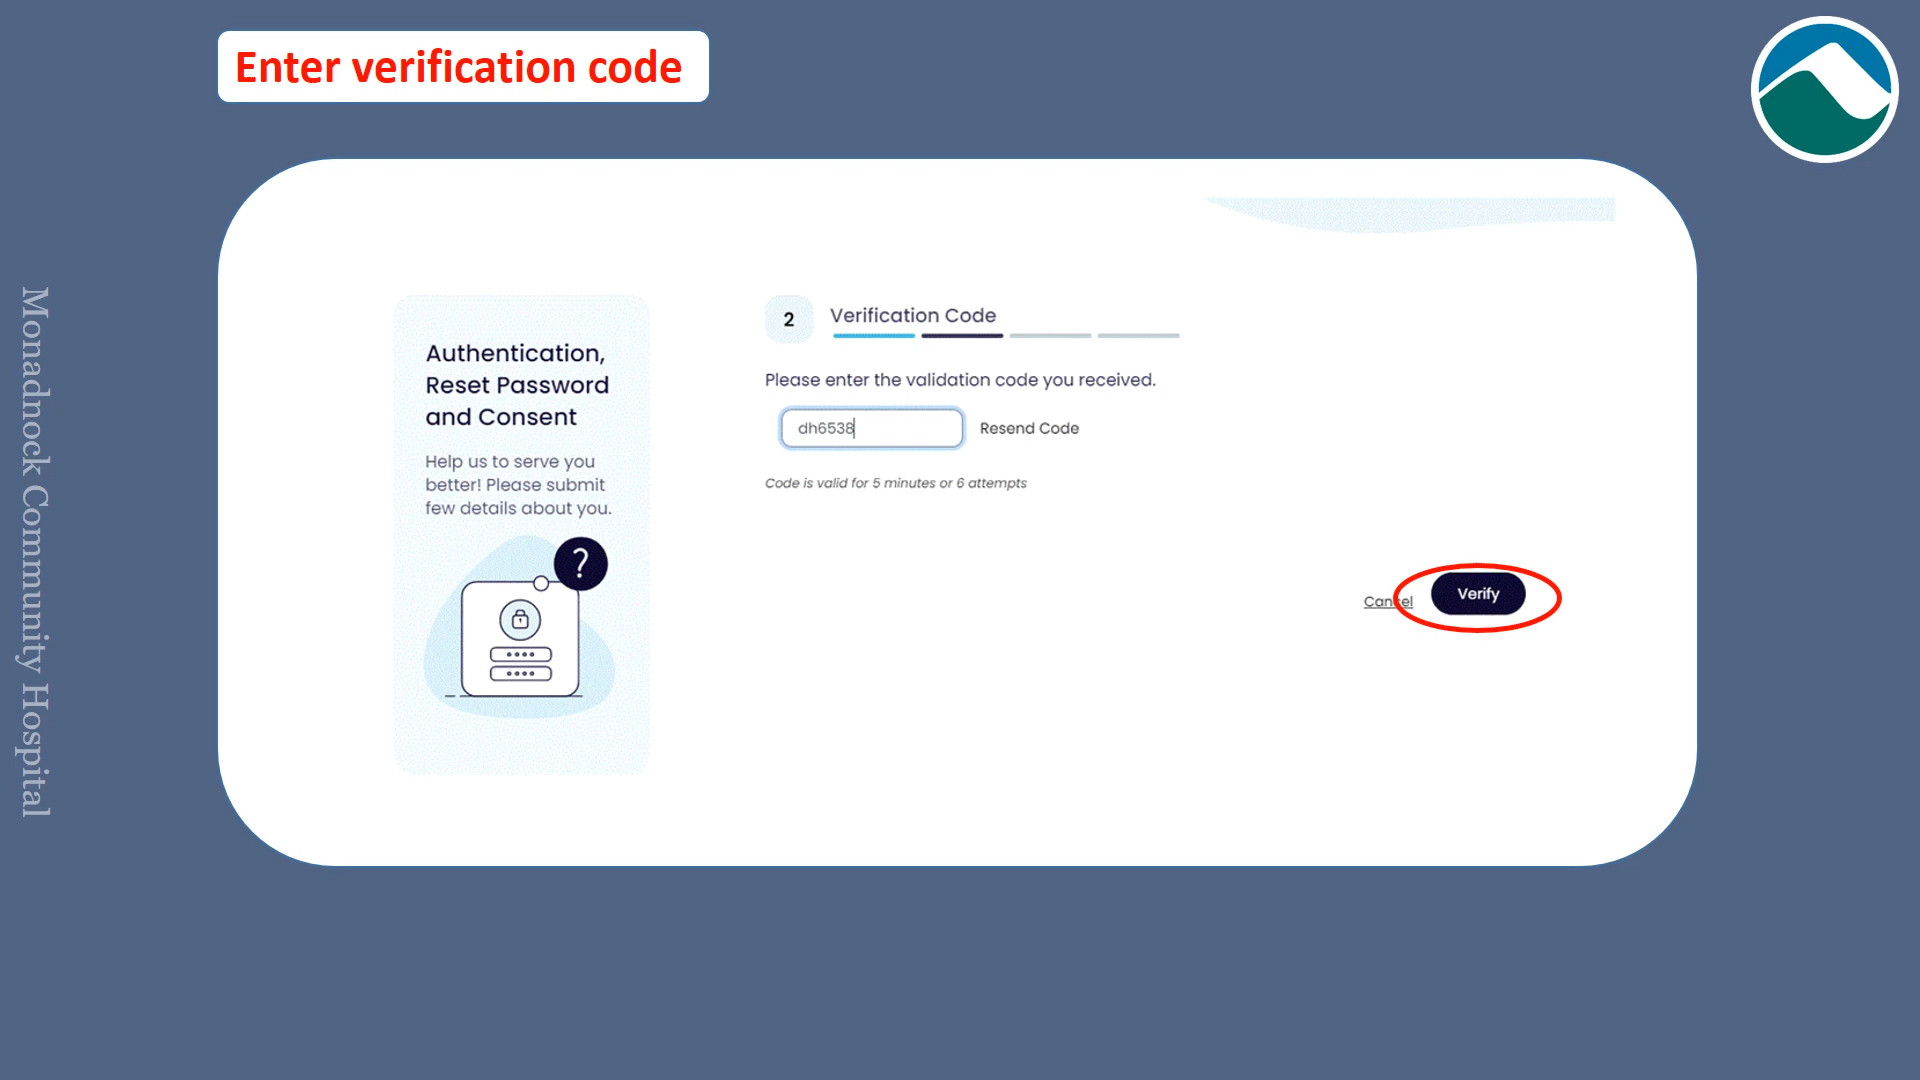 Enter verification code
Monadnock Community Hospital
Authentication,
Reset Password
and Consent
Help us to serve you
better! Please submit
few details about you.
?
2
Verification Code
Please enter the validation code you received.
dh6538
Resend Code
Code is valid for 5 minutes or 6 attempts
Cancel
Verify